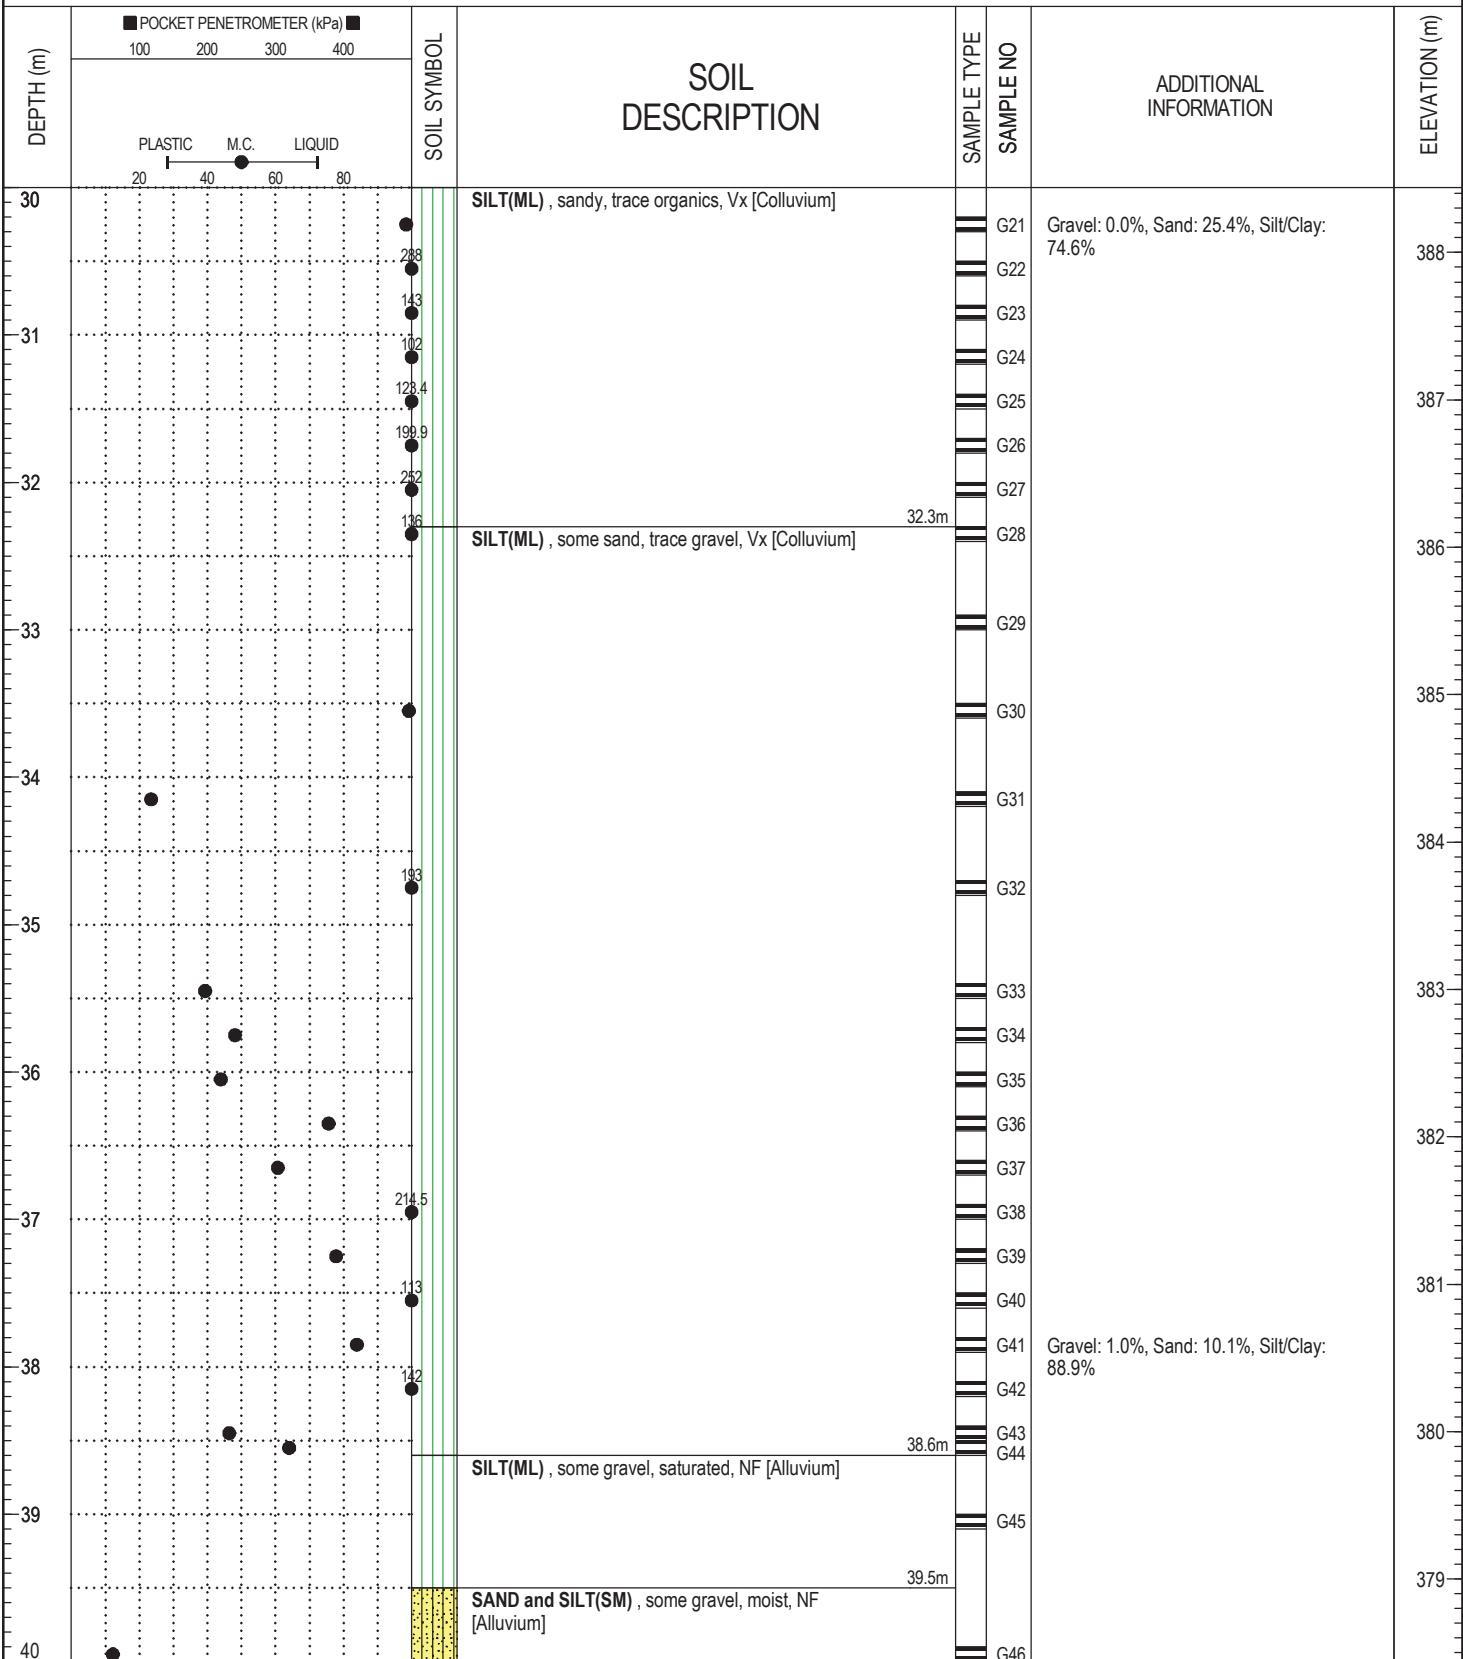 POCKET PENETROMETER (kPa)
100 200 300 400
DEPTH (m)
PLASTIC M.C. LIQUID
20 40 60 80
SOIL SYMBOL
SOIL
DESCRIPTION
SAMPLE TYPE
SAMPLE NO
ADDITIONAL
INFORMATION
ELEVATION (m)
30
SILT(ML) , sandy, trace organics, Vx [Colluvium]
G21 Gravel: 0.0%, Sand: 25.4%, Silt/Clay:
74.6%
388
288
G22
143
G23
31
102
G24
123.4
G25
387
199.9
G26
32
252
G27
32.3m
136
G28
SILT(ML) , some sand, trace gravel, Vx [Colluvium]
386
33
G29
385
G30
34
G31
384
193
G32
35
G33
383
G34
36
G35
G36
382
G37
214.5
37
G38
G39
381
113
G40
G41 Gravel: 1.0%, Sand: 10.1%, Silt/Clay:
88.9%
38
142
G42
G43
380
38.6m
G44
SILT(ML) , some gravel, saturated, NF [Alluvium]
39
G45
39.5m
379
SAND and SILT(SM) , some gravel, moist, NF
[Alluvium]
40
G46